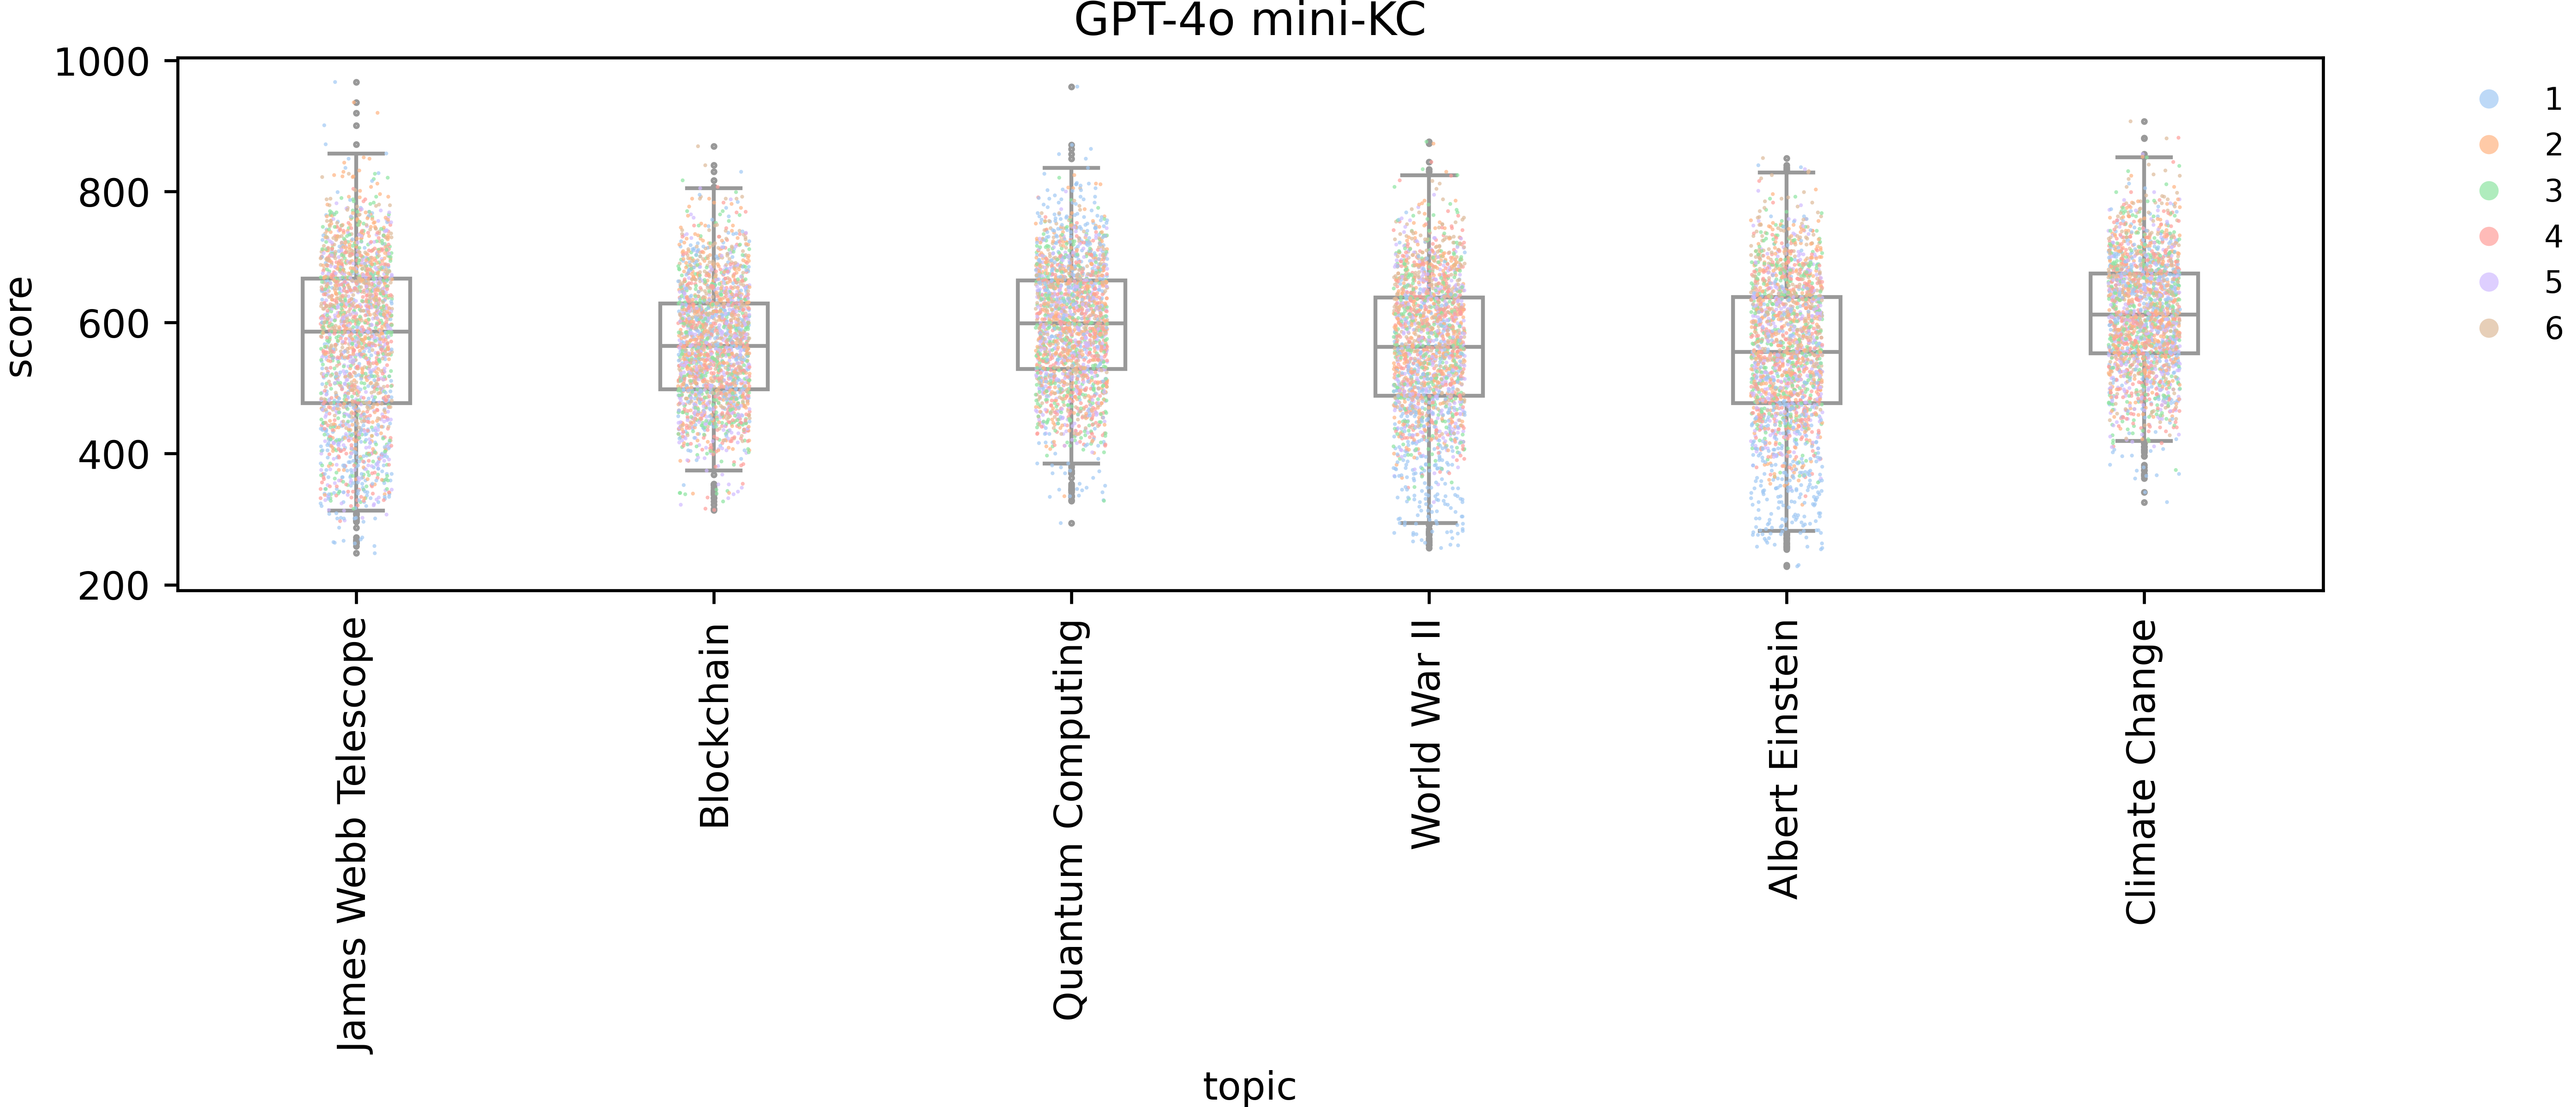 GPT-4o mini-KC
1000
800
600
400
200
score
James Webb Telescope
Blockchain
Quantum Computing
World War II
Albert Einstein
Climate Change
topic
1
2
3
4
5
6